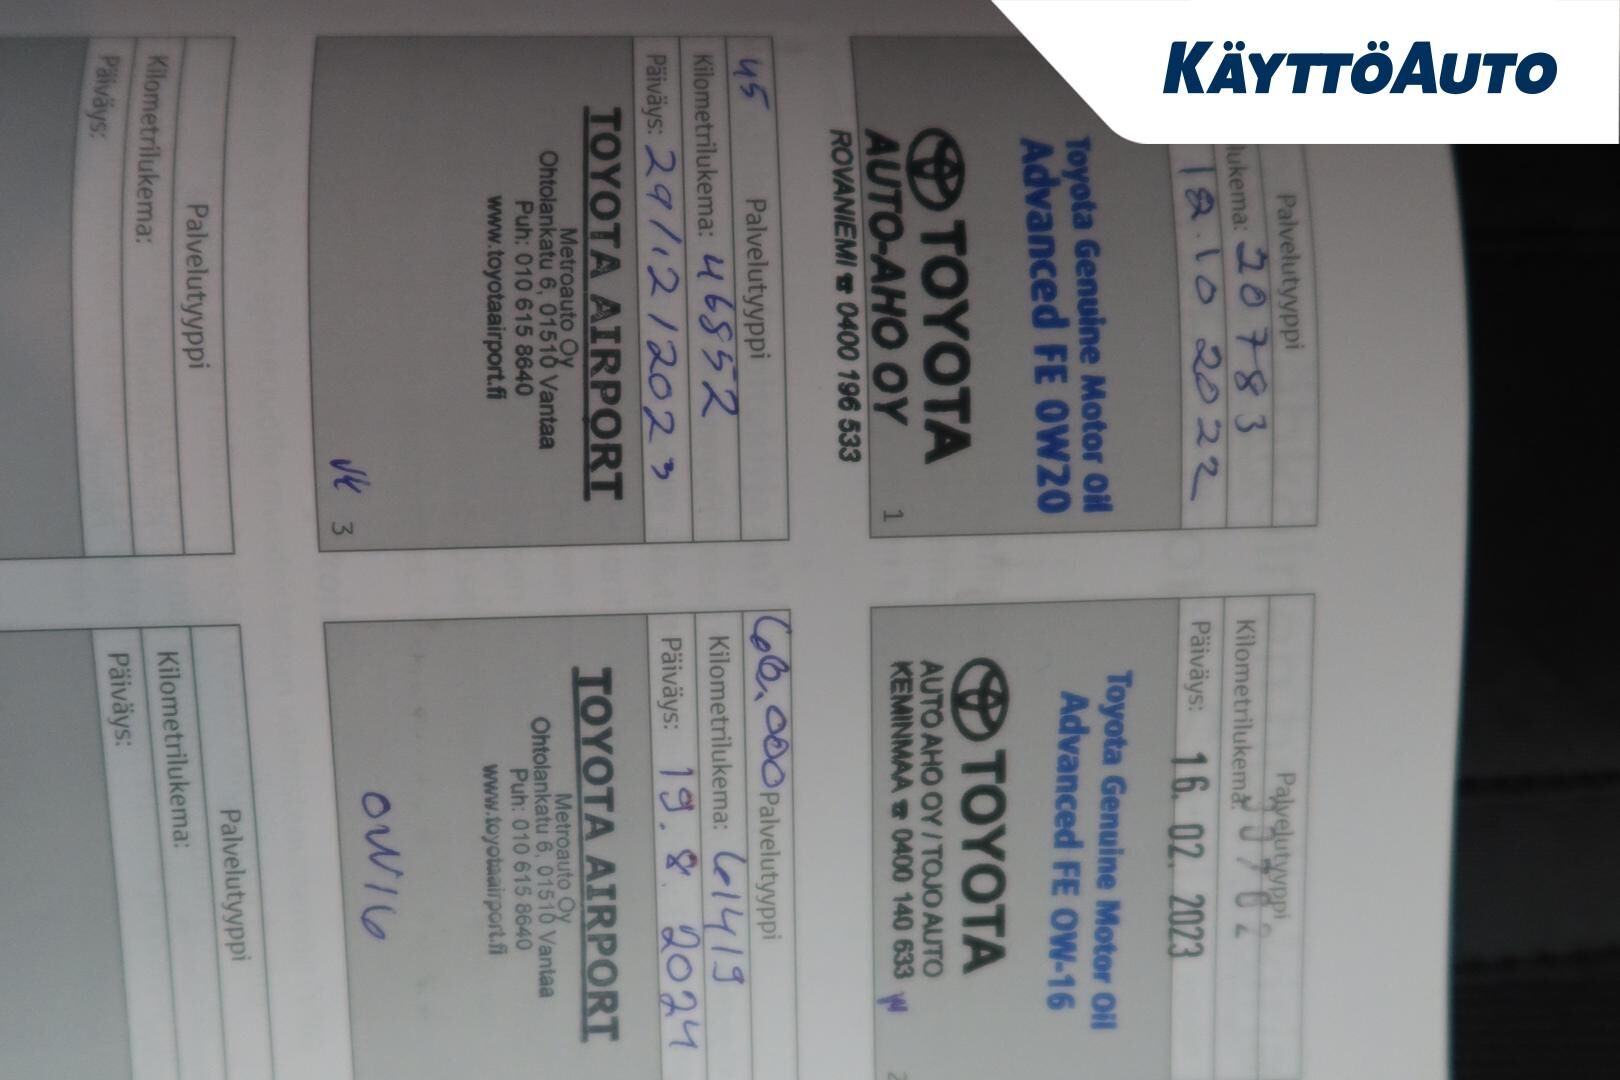 KÄYTTÖAUTO
Palvelutyyppi
lukema: 20783
18.10 2022
Toyota Genuine Motor Oil
Advanced FE 0W20
TOYOTA
AUTO-AHO OY
ROVANIEMI ☎ 0400 196 533
1
Palvelutyyppi
Kilometrilukema:
Päiväys: 16. 02. 2023
Toyota Genuine Motor Oil
Advanced FE 0W-16
TOYOTA
AUTO AHO OY / TOJO AUTO
KEMINMAA ☎ 0400 140 633
2
45 Palvelutyyppi
Kilometrilukema: 46852
Päiväys: 29/12/2023
TOYOTA AIRPORT
Metroauto Oy
Ohtolankatu 6, 01510 Vantaa
Puh: 010 615 8640
www.toyotaairport.fi
3
Palvelutyyppi
Kilometrilukema: 61419
Päiväys: 19.8.2024
TOYOTA AIRPORT
Metroauto Oy
Ohtolankatu 6, 01510 Vantaa
Puh: 010 615 8640
www.toyotaairport.fi
0W16
Palvelutyyppi
Kilometrilukema:
Päiväys:
Palvelutyyppi
Kilometrilukema:
Päiväys: